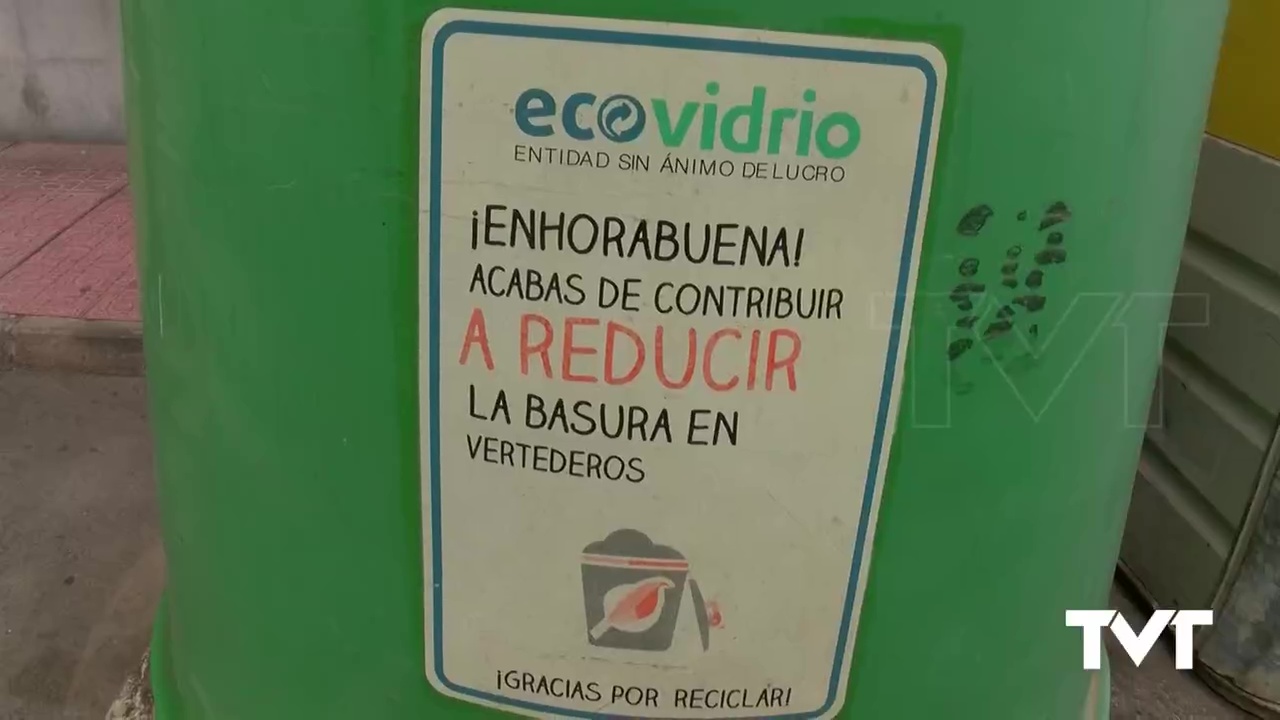 ecovidrio
ENTIDAD SIN ÁNIMO DE LUCRO
¡ENHORABUENA!
ACABAS DE CONTRIBUIR
A REDUCIR
LA BASURA EN
VERTEDEROS
¡GRACIAS POR RECICLAR!
TVT
TVT